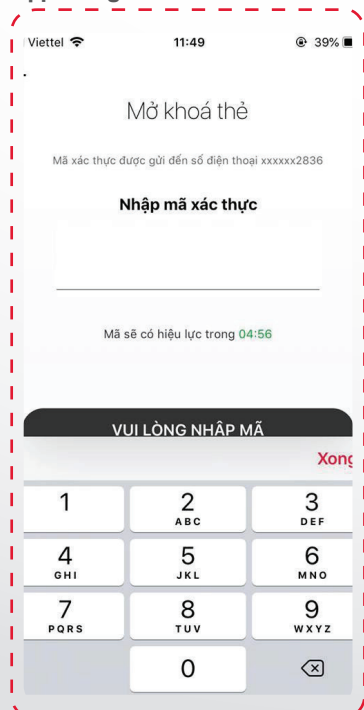 Viettel 11:49 39%
Mở khoá thẻ
Mã xác thực được gửi đến số điện thoại xxxxxx2836
Nhập mã xác thực
Mã sẽ có hiệu lực trong 04:56
VUI LÒNG NHẬP MÃ
Xong
1 2 3
ABC DEF
4 5 6
GHI JKL MNO
7 8 9
PQRS TUV WXYZ
0